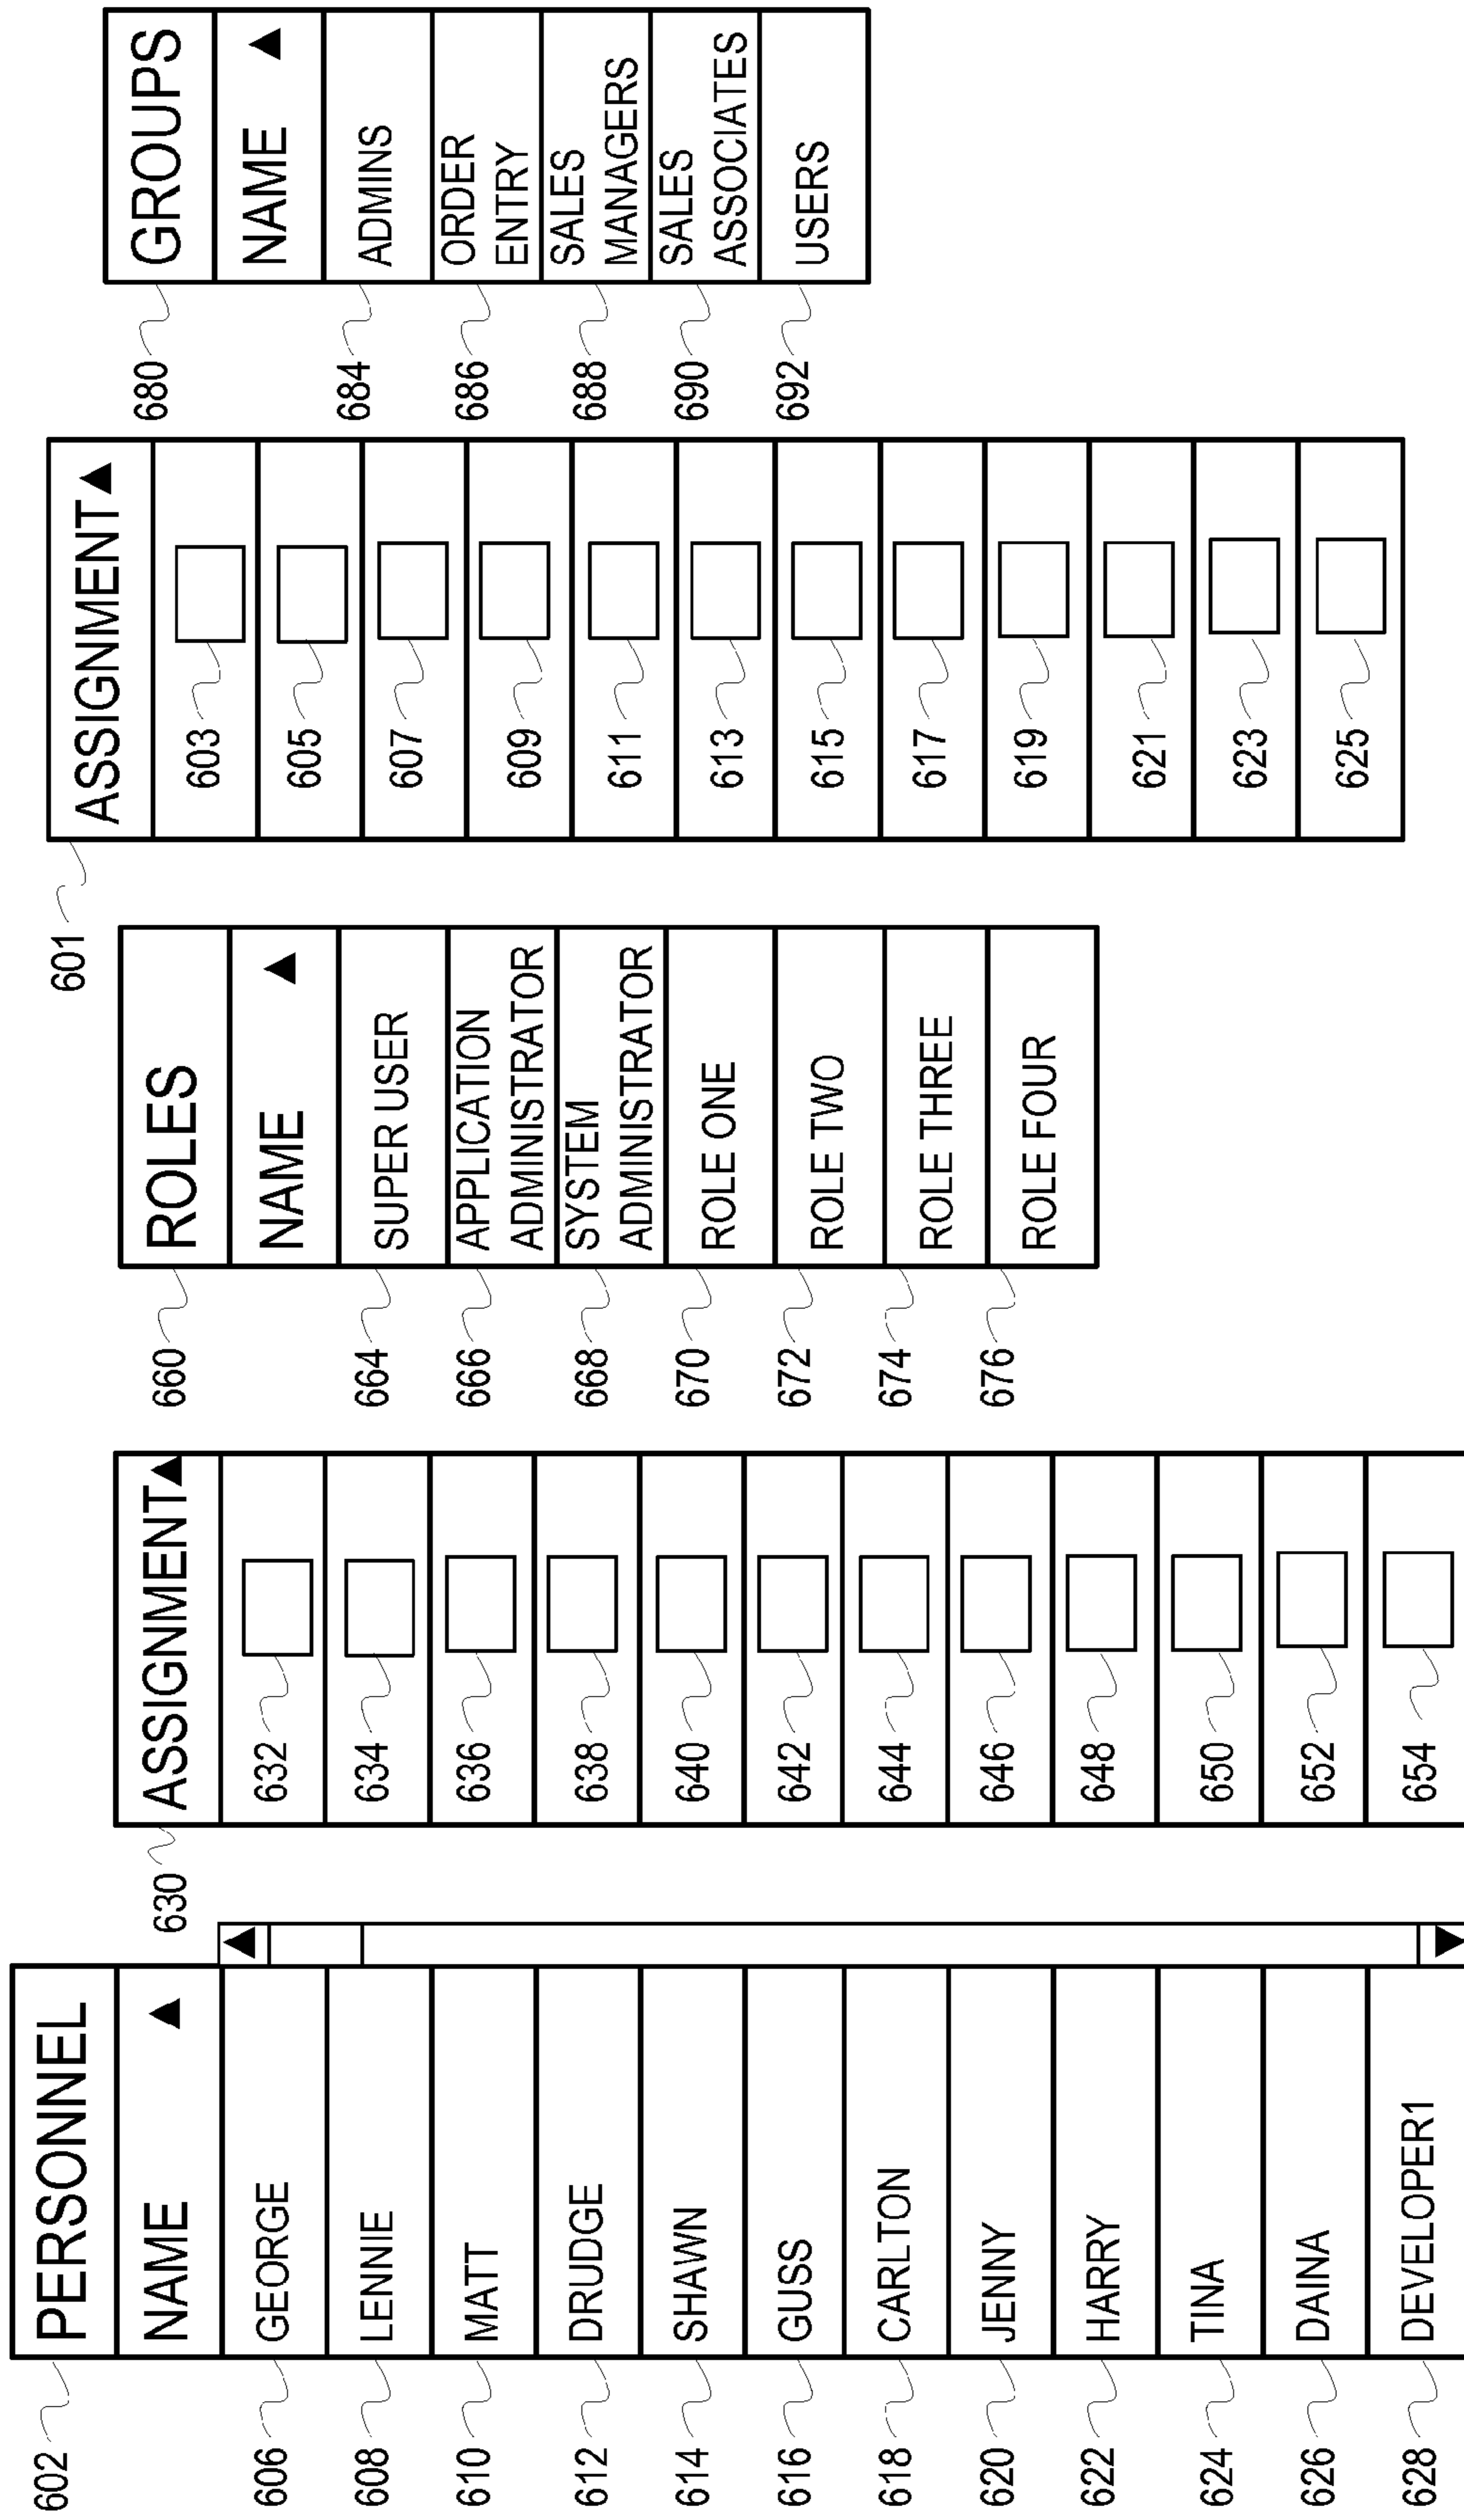 602
PERSONNEL
NAME
606
GEORGE
608
LENNIE
610
MATT
612
DRUDGE
614
SHAWN
616
GUSS
618
CARLTON
620
JENNY
622
HARRY
624
TINA
626
DAINA
628
DEVELOPER1
630
ASSIGNMENT
632
634
636
638
640
642
644
646
648
650
652
654
660
ROLES
NAME
664
SUPER USER
666
APPLICATION
ADMINISTRATOR
668
SYSTEM
ADMINISTRATOR
670
ROLE ONE
672
ROLE TWO
674
ROLE THREE
676
ROLE FOUR
601
ASSIGNMENT
603
605
607
609
611
613
615
617
619
621
623
625
680
GROUPS
NAME
684
ADMINS
686
ORDER
ENTRY
688
SALES
MANAGERS
690
SALES
ASSOCIATES
692
USERS